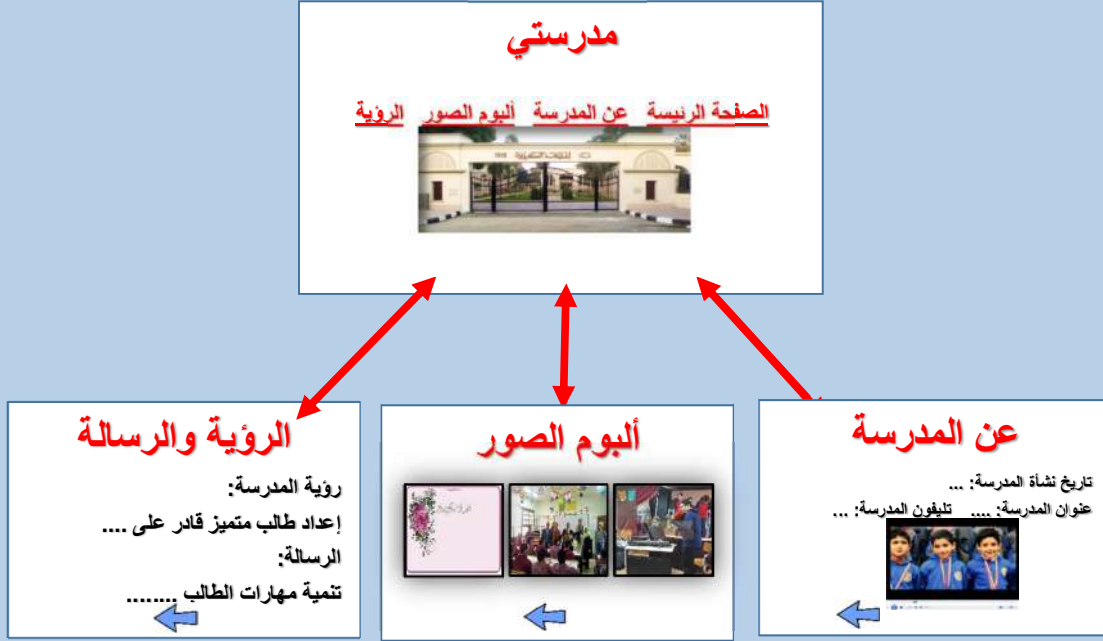 مدرستي
الصفحة الرئيسة عن المدرسة ألبوم الصور الرؤية
عن المدرسة
تاريخ نشأة المدرسة: ...
عنوان المدرسة: .... تليفون المدرسة: ...
ألبوم الصور
الرؤية والرسالة
رؤية المدرسة:
إعداد طالب متميز قادر على ....
الرسالة:
تنمية مهارات الطالب ........